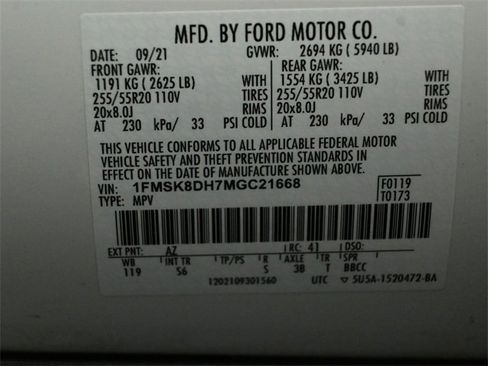 MFD. BY FORD MOTOR CO.
DATE: 09/21 GVWR: 2694 KG ( 5940 LB)
FRONT GAWR: REAR GAWR:
1191 KG ( 2625 LB) WITH 1554 KG ( 3425 LB) WITH
255/55R20 110V TIRES 255/55R20 110V TIRES
20x8.0J RIMS 20x8.0J RIMS
AT 230 kPa/ 33 PSI COLD AT 230 kPa/ 33 PSI COLD
THIS VEHICLE CONFORMS TO ALL APPLICABLE FEDERAL MOTOR
VEHICLE SAFETY AND THEFT PREVENTION STANDARDS IN
EFFECT ON THE DATE OF MANUFACTURE SHOWN ABOVE.
VIN: 1FMSK8DH7MGC21668 F0119
TYPE: MPV T0173
EXT PNT: AZ RC: 41 DSO:
WB INT TR TP/PS R AXLE TR SPR
119 S6 S 3B T BBCC
1202109301560 UTC ▽ 5U5A-1520472-BA